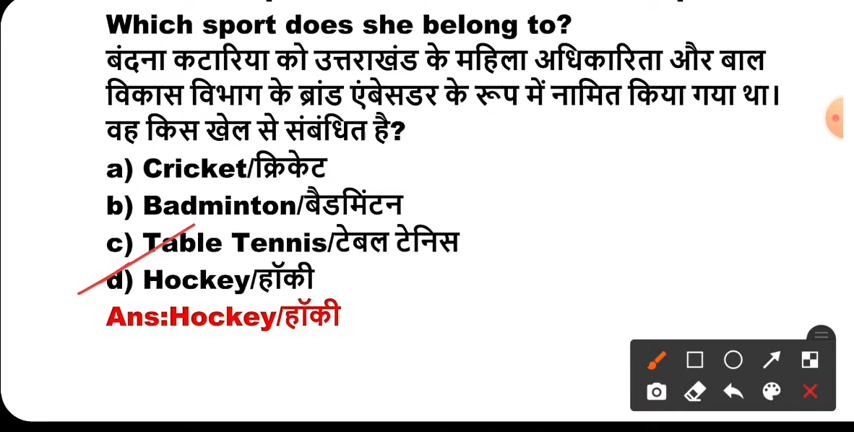 Which sport does she belong to?
बंदना कटारिया को उत्तराखंड के महिला अधिकारिता और बाल
विकास विभाग के ब्रांड एंबेसडर के रूप में नामित किया गया था।
वह किस खेल से संबंधित है?
a) Cricket/क्रिकेट
b) Badminton/बैडमिंटन
c) Table Tennis/टेबल टेनिस
d) Hockey/हॉकी
Ans:Hockey/हॉकी